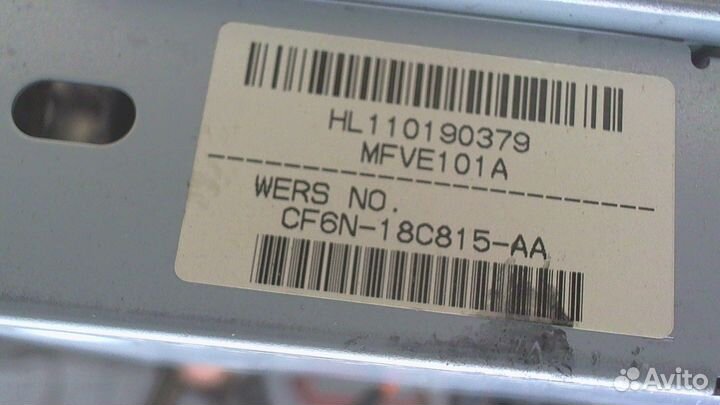 HL110190379
MFVE101A
WERS NO.
CF6N-18C815-AA
Avito